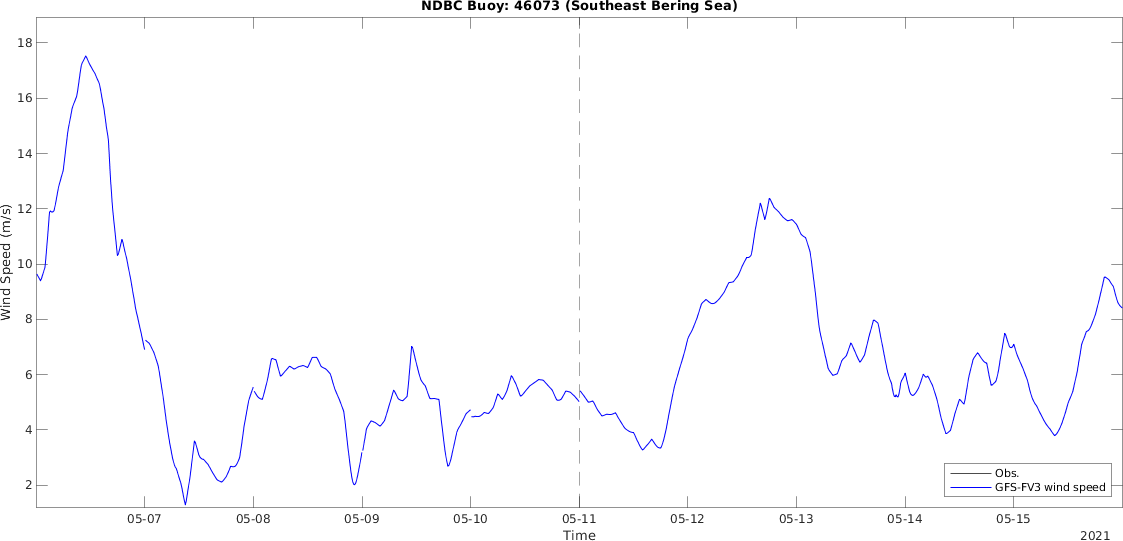 NDBC Buoy: 46073 (Southeast Bering Sea)
18
16
14
12
10
8
6
4
2
Wind Speed (m/s)
Obs.
GFS-FV3 wind speed
05-07 05-08 05-09 05-10 05-11 05-12 05-13 05-14 05-15
Time
2021